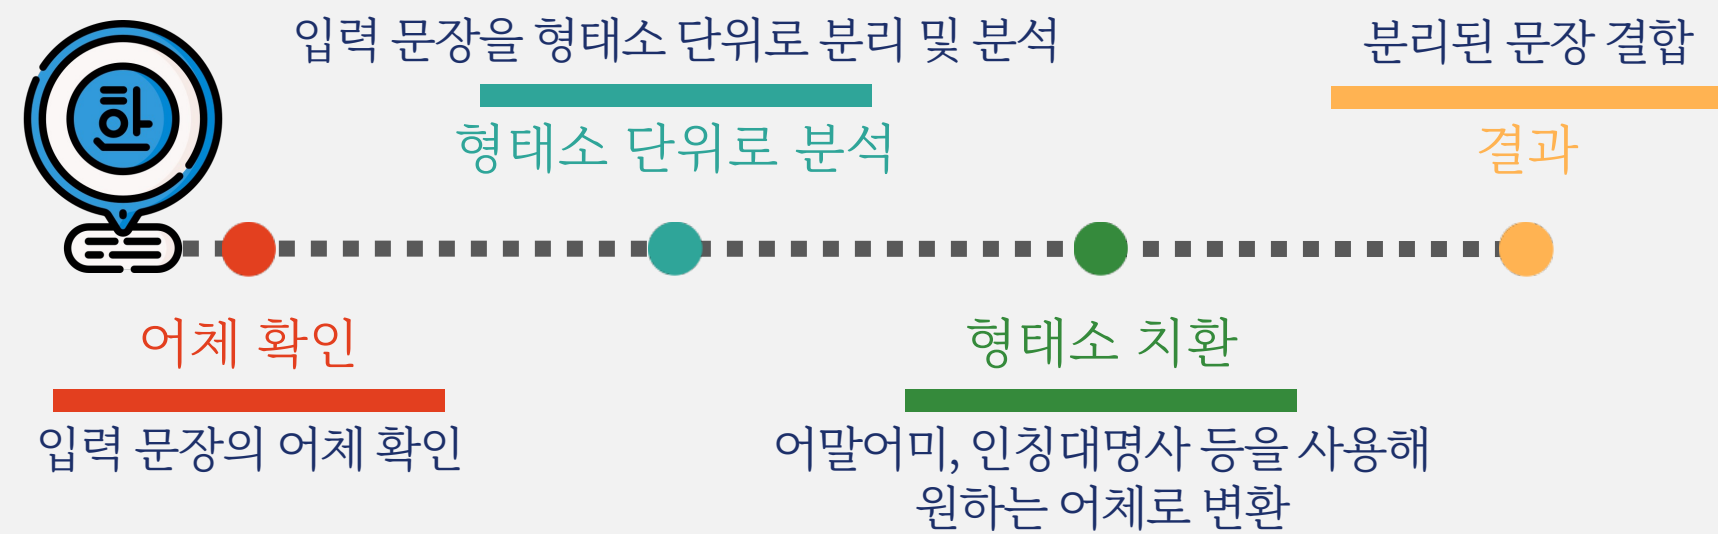 한
입력 문장을 형태소 단위로 분리 및 분석
형태소 단위로 분석
분리된 문장 결합
결과
어체 확인
입력 문장의 어체 확인
형태소 치환
어말어미, 인칭대명사 등을 사용해
원하는 어체로 변환